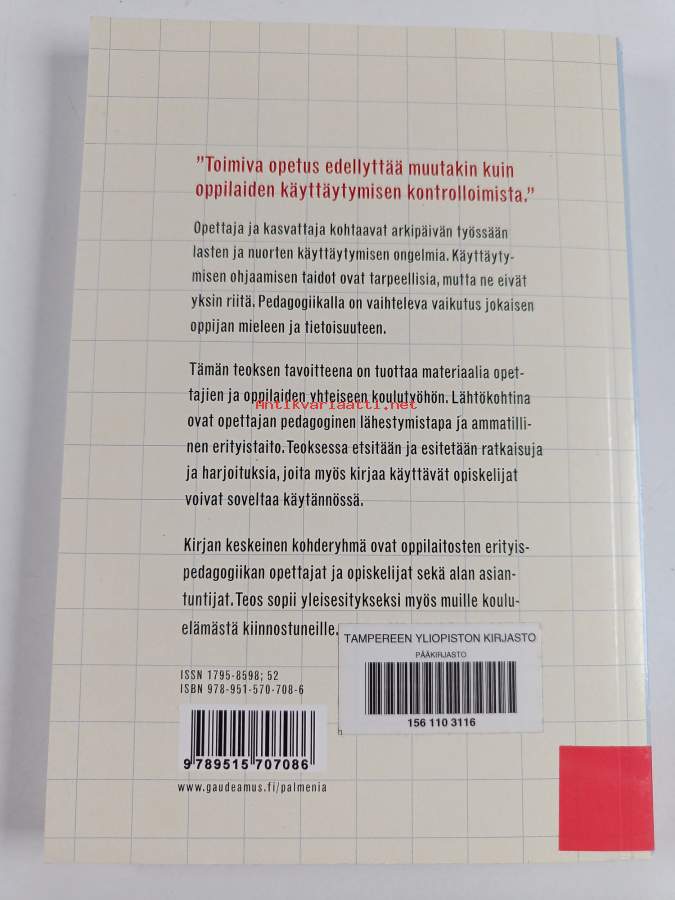 ”Toimiva opetus edellyttää muutakin kuin
oppilaiden käyttäytymisen kontrolloimista.”
Opettaja ja kasvattaja kohtaavat arkipäivän työssään
lasten ja nuorten käyttäytymisen ongelmia. Käyttäyty-
misen ohjaamisen taidot ovat tarpeellisia, mutta ne eivät
yksin riitä. Pedagogiikalla on vaihteleva vaikutus jokaisen
oppijan mieleen ja tietoisuuteen.
Tämän teoksen tavoitteena on tuottaa materiaalia opet-
tajien ja oppilaiden yhteiseen koulutyöhön. Lähtökohtina
Antikvariaatti.net
ovat opettajan pedagoginen lähestymistapa ja ammatilli-
nen erityistaito. Teoksessa etsitään ja esitetään ratkaisuja
ja harjoituksia, joita myös kirjaa käyttävät opiskelijat
voivat soveltaa käytännössä.
Kirjan keskeinen kohderyhmä ovat oppilaitosten erityis-
pedagogiikan opettajat ja opiskelijat sekä alan asian-
tuntijat. Teos sopii yleisesitykseksi myös muille koulu-
elämästä kiinnostuneille.
TAMPEREEN YLIOPISTON KIRJASTO
PÄÄKIRJASTO
156 110 3116
ISSN 1795-8598; 52
ISBN 978-951-570-708-6
9 789515 707086
www.gaudeamus.fi/palmenia